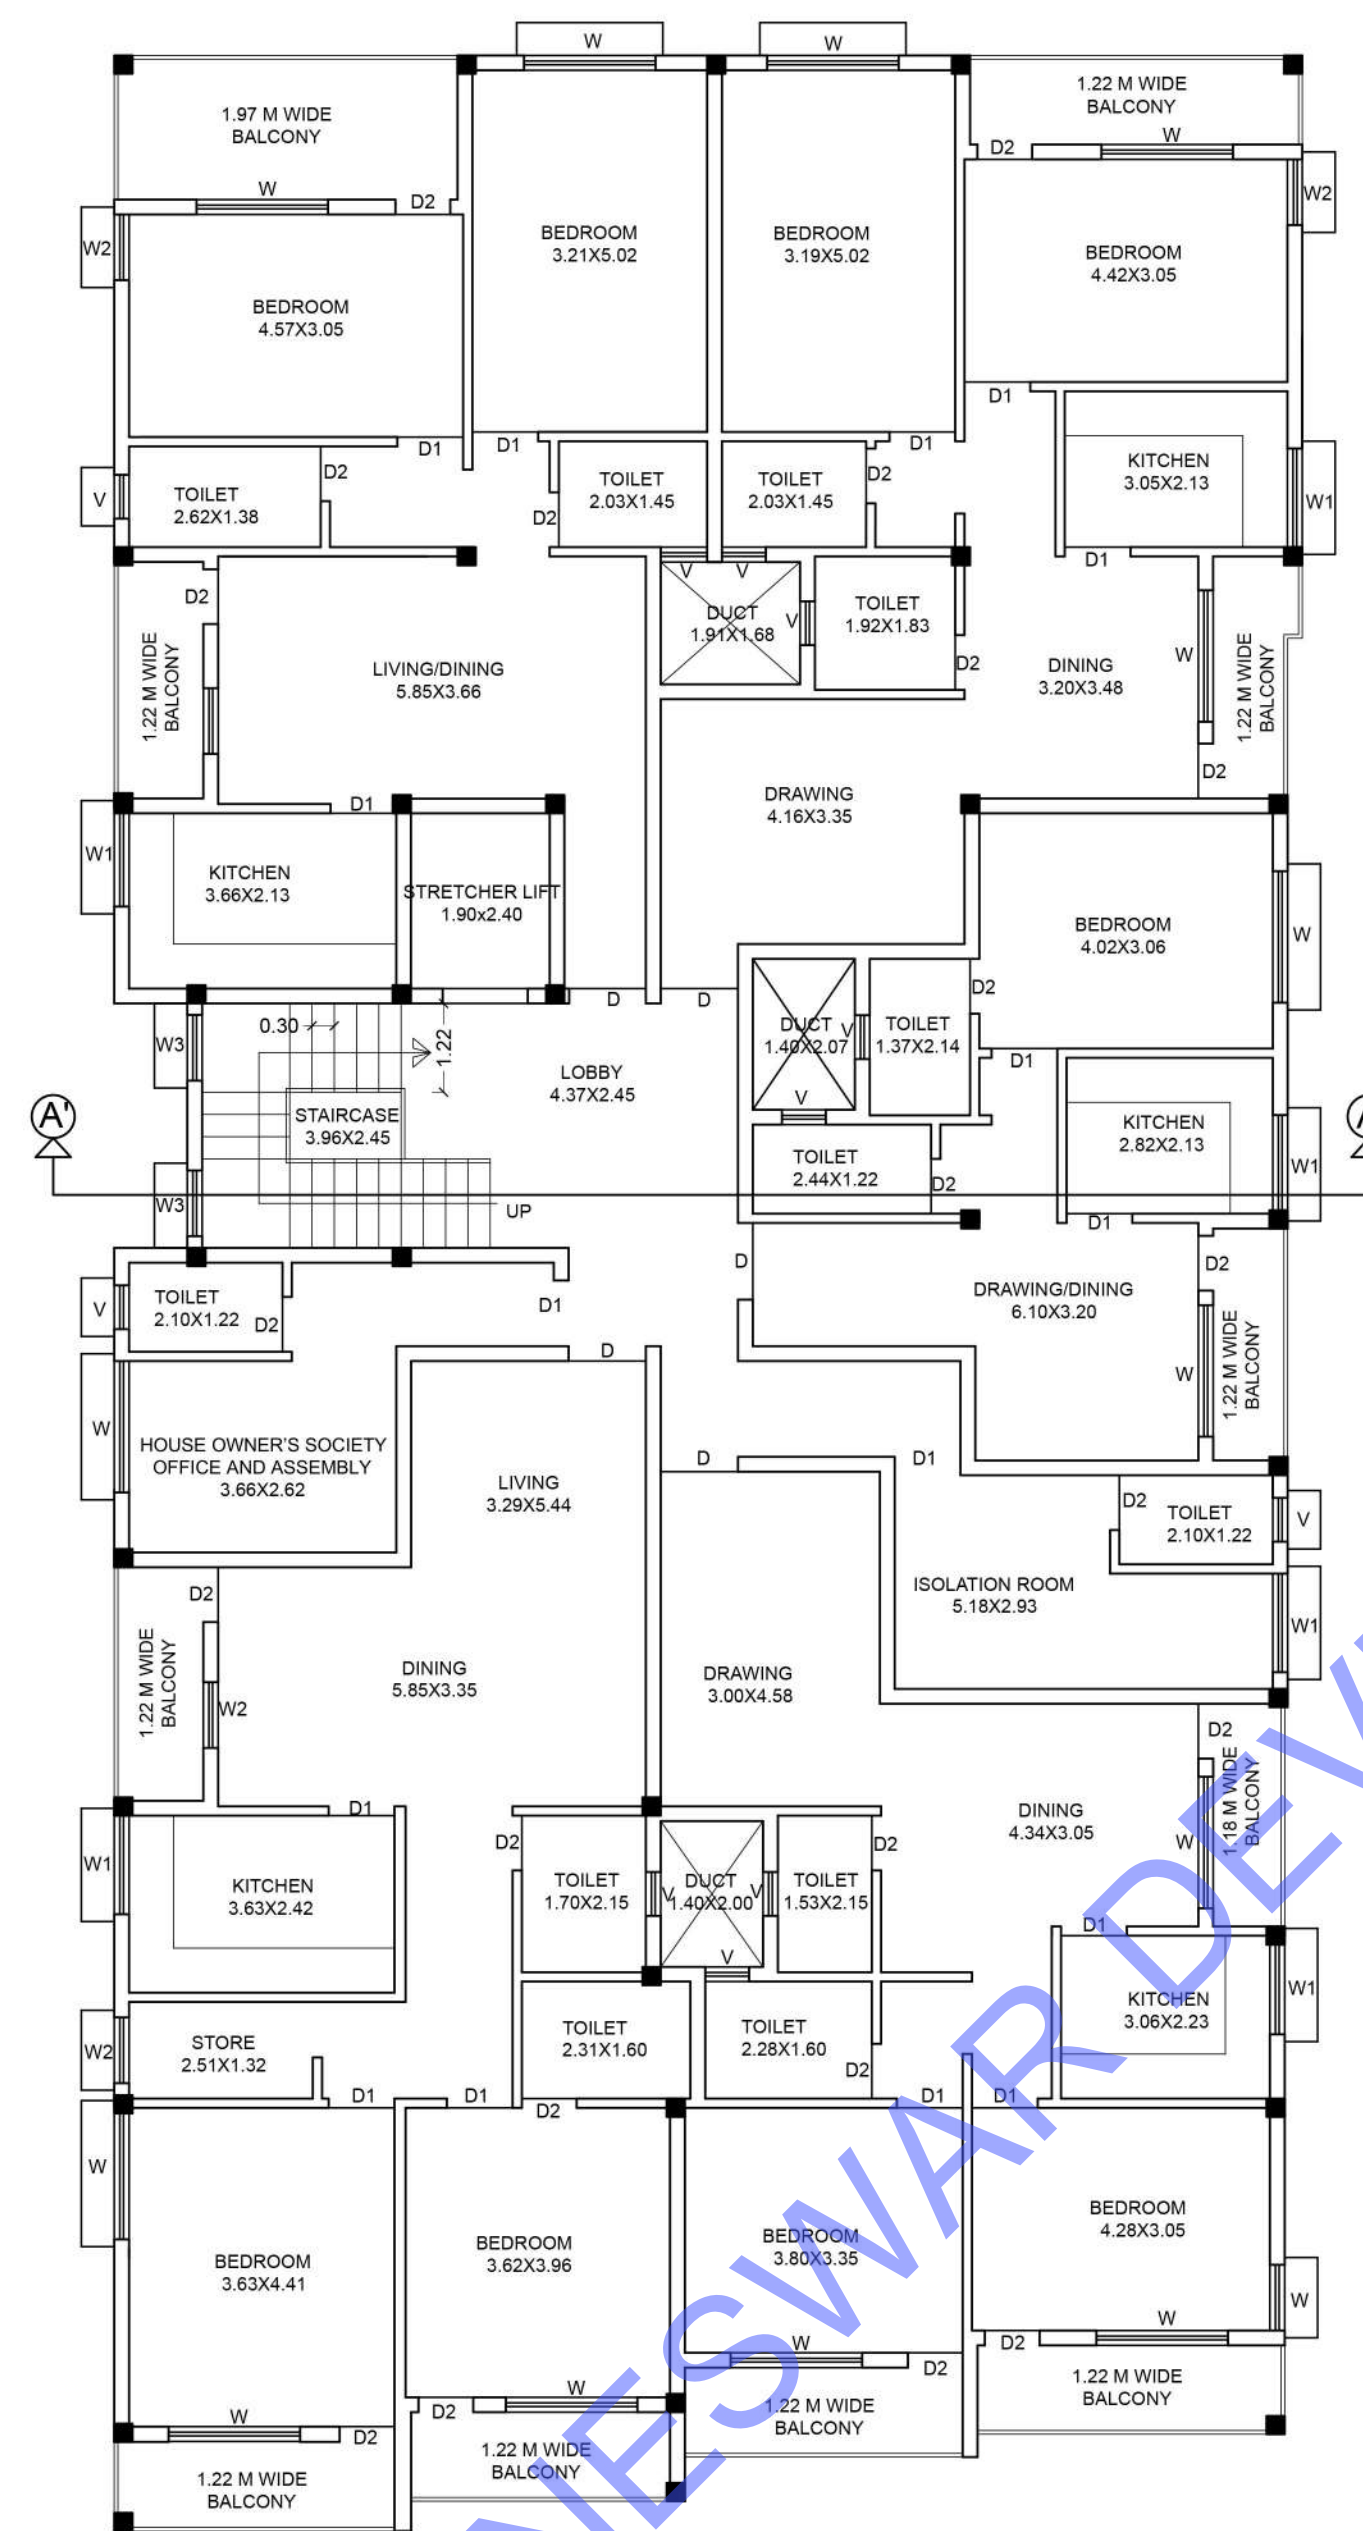 W
W
1.97 M WIDE
BALCONY
1.22 M WIDE
BALCONY
W
D2
W
D2
W2
W2
BEDROOM
3.21X5.02
BEDROOM
3.19X5.02
BEDROOM
4.42X3.05
BEDROOM
4.57X3.05
D1
D1
D1
D1
TOILET
2.62X1.38
D2
V
TOILET
2.03X1.45
D2
TOILET
2.03X1.45
D2
KITCHEN
3.05X2.13
W1
D1
D2
V
V
DUCT
1.91X1.68
V
TOILET
1.92X1.83
D2
1.22 M WIDE
BALCONY
LIVING/DINING
5.85X3.66
DINING
3.20X3.48
W
1.22 M WIDE
BALCONY
D2
DRAWING
4.16X3.35
D1
W1
KITCHEN
3.66X2.13
STRETCHER LIFT
1.90x2.40
BEDROOM
4.02X3.06
W
D
D
D2
W3
0.30
1.22
DUCT
1.40X2.07
V
V
TOILET
1.37X2.14
D1
LOBBY
4.37X2.45
A'
STAIRCASE
3.96X2.45
KITCHEN
2.82X2.13
W1
TOILET
2.44X1.22
D2
W3
UP
D1
D
D2
TOILET
2.10X1.22
D2
V
D1
DRAWING/DINING
6.10X3.20
D
1.22 M WIDE
BALCONY
W
W
HOUSE OWNER'S SOCIETY
OFFICE AND ASSEMBLY
3.66X2.62
LIVING
3.29X5.44
D
D1
D2
TOILET
2.10X1.22
V
ISOLATION ROOM
5.18X2.93
W1
D2
1.22 M WIDE
BALCONY
W2
DINING
5.85X3.35
DRAWING
3.00X4.58
D2
1.18 M WIDE
BALCONY
W
DINING
4.34X3.05
D1
D2
D2
W1
KITCHEN
3.63X2.42
TOILET
1.70X2.15
V
DUCT
1.40X2.00
V
V
TOILET
1.53X2.15
D1
KITCHEN
3.06X2.23
W1
W2
STORE
2.51X1.32
TOILET
2.31X1.60
TOILET
2.28X1.60
D2
D1
D1
D2
D1
D1
W
BEDROOM
3.63X4.41
BEDROOM
3.62X3.96
BEDROOM
3.80X3.35
BEDROOM
4.28X3.05
W
W
D2
W
D2
W
D2
W
D2
1.22 M WIDE
BALCONY
1.22 M WIDE
BALCONY
1.22 M WIDE
BALCONY
1.22 M WIDE
BALCONY
NESWAR DEV